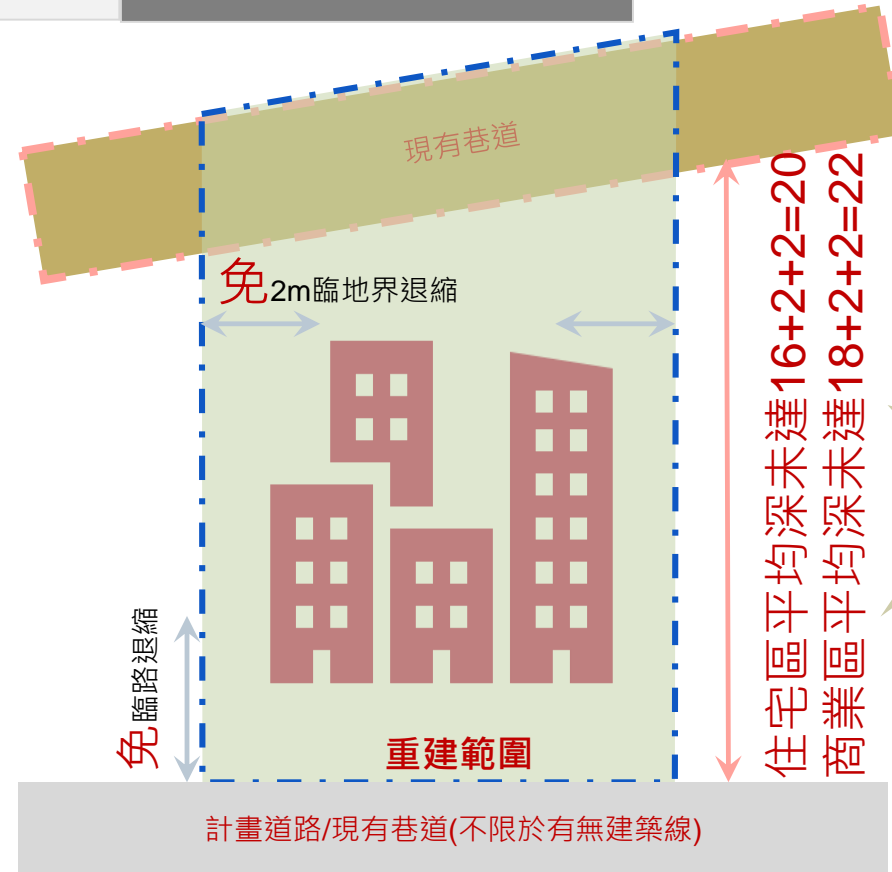 現有巷道
免2m臨地界退縮
住宅區平均深未達16+2+2=20
商業區平均深未達18+2+2=22
免臨路退縮
重建範圍
計畫道路/現有巷道(不限於有無建築線)